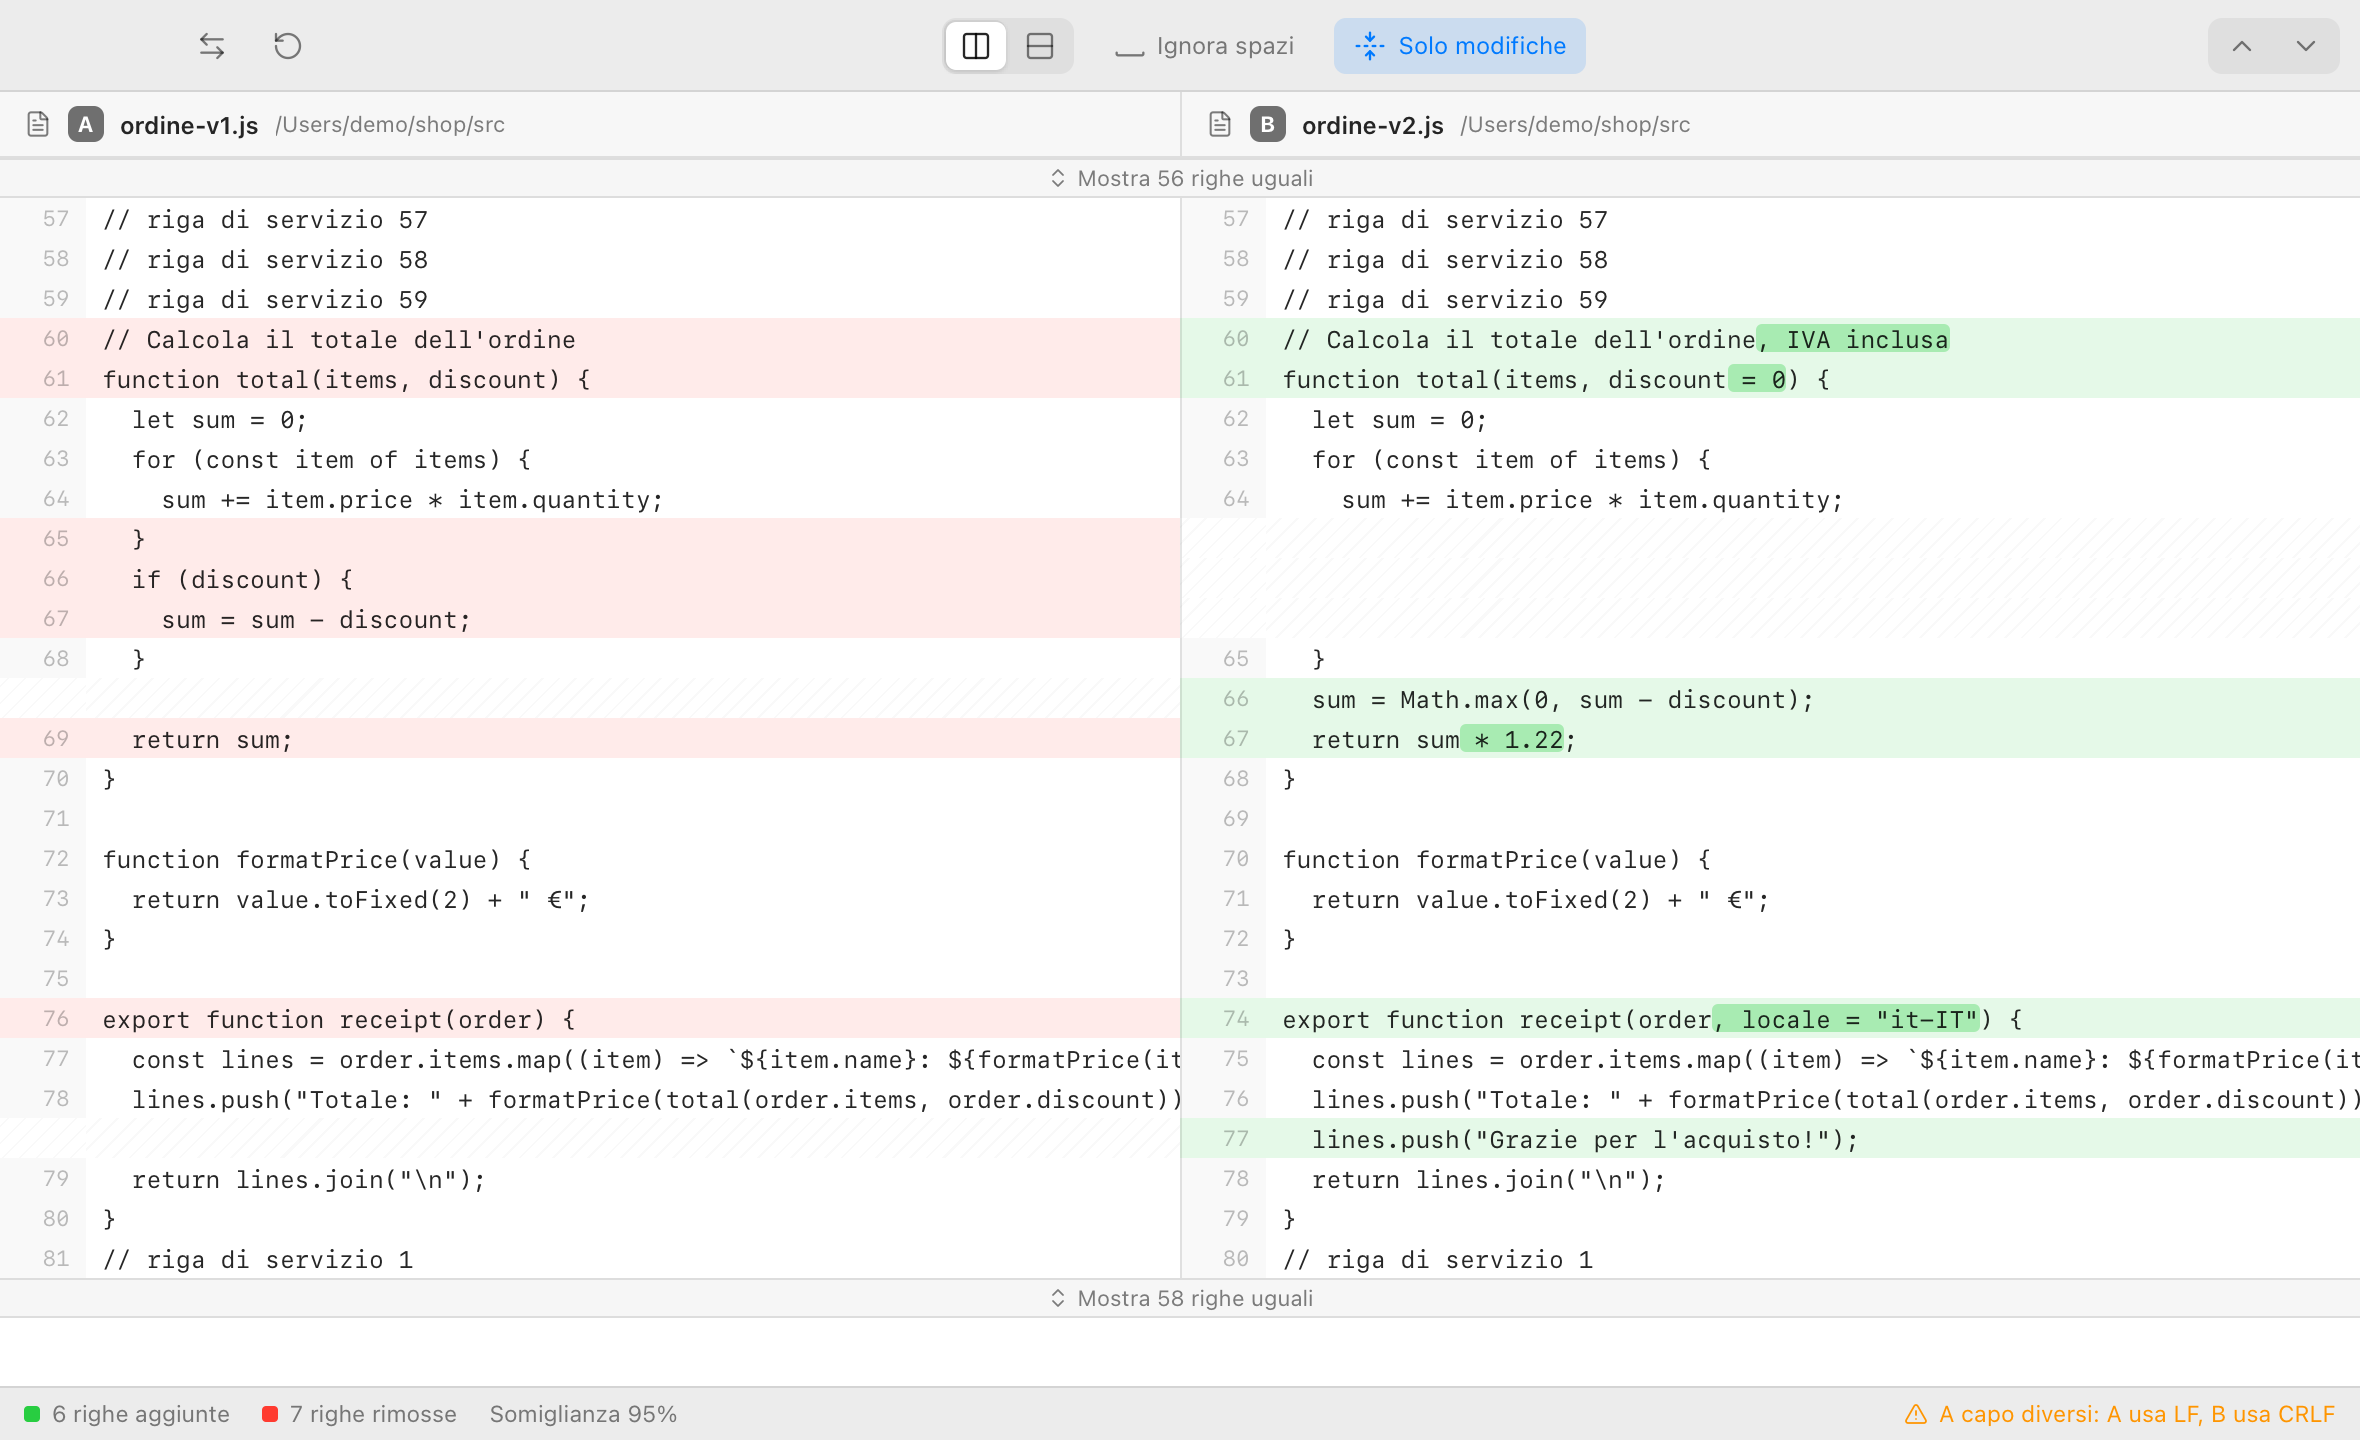 Ignora spazi
Solo modifiche
A ordine-v1.js /Users/demo/shop/src
B ordine-v2.js /Users/demo/shop/src
Mostra 56 righe uguali
57 // riga di servizio 57
58 // riga di servizio 58
59 // riga di servizio 59
60 // Calcola il totale dell'ordine
61 function total(items, discount) {
62   let sum = 0;
63   for (const item of items) {
64     sum += item.price * item.quantity;
65   }
66   if (discount) {
67     sum = sum - discount;
68   }
69   return sum;
70 }
71
72 function formatPrice(value) {
73   return value.toFixed(2) + " €";
74 }
75
76 export function receipt(order) {
77   const lines = order.items.map((item) => `${item.name}: ${formatPrice(it
78   lines.push("Totale: " + formatPrice(total(order.items, order.discount))
79   return lines.join("\n");
80 }
81 // riga di servizio 1
57 // riga di servizio 57
58 // riga di servizio 58
59 // riga di servizio 59
60 // Calcola il totale dell'ordine, IVA inclusa
61 function total(items, discount = 0) {
62   let sum = 0;
63   for (const item of items) {
64     sum += item.price * item.quantity;
65   }
66   sum = Math.max(0, sum - discount);
67   return sum * 1.22;
68 }
69
70 function formatPrice(value) {
71   return value.toFixed(2) + " €";
72 }
73
74 export function receipt(order, locale = "it-IT") {
75   const lines = order.items.map((item) => `${item.name}: ${formatPrice(it
76   lines.push("Totale: " + formatPrice(total(order.items, order.discount))
77   lines.push("Grazie per l'acquisto!");
78   return lines.join("\n");
79 }
80 // riga di servizio 1
Mostra 58 righe uguali
6 righe aggiunte
7 righe rimosse
Somiglianza 95%
A capo diversi: A usa LF, B usa CRLF